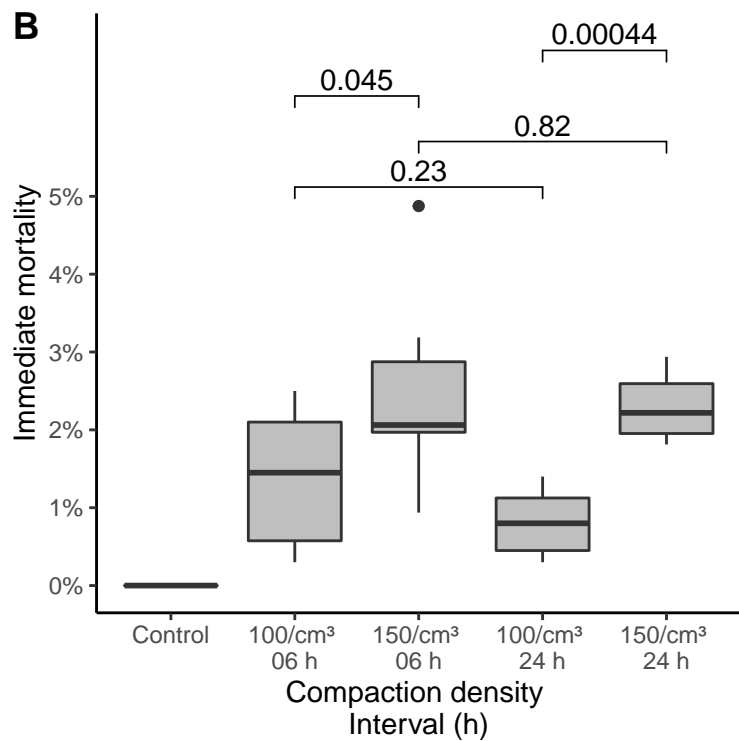 B
0.00044
0.045
0.82
0.23
Immediate mortality
5%
4%
3%
2%
1%
0%
Control 100/cm³ 150/cm³ 100/cm³ 150/cm³
06 h 06 h 24 h 24 h
Compaction density
Interval (h)